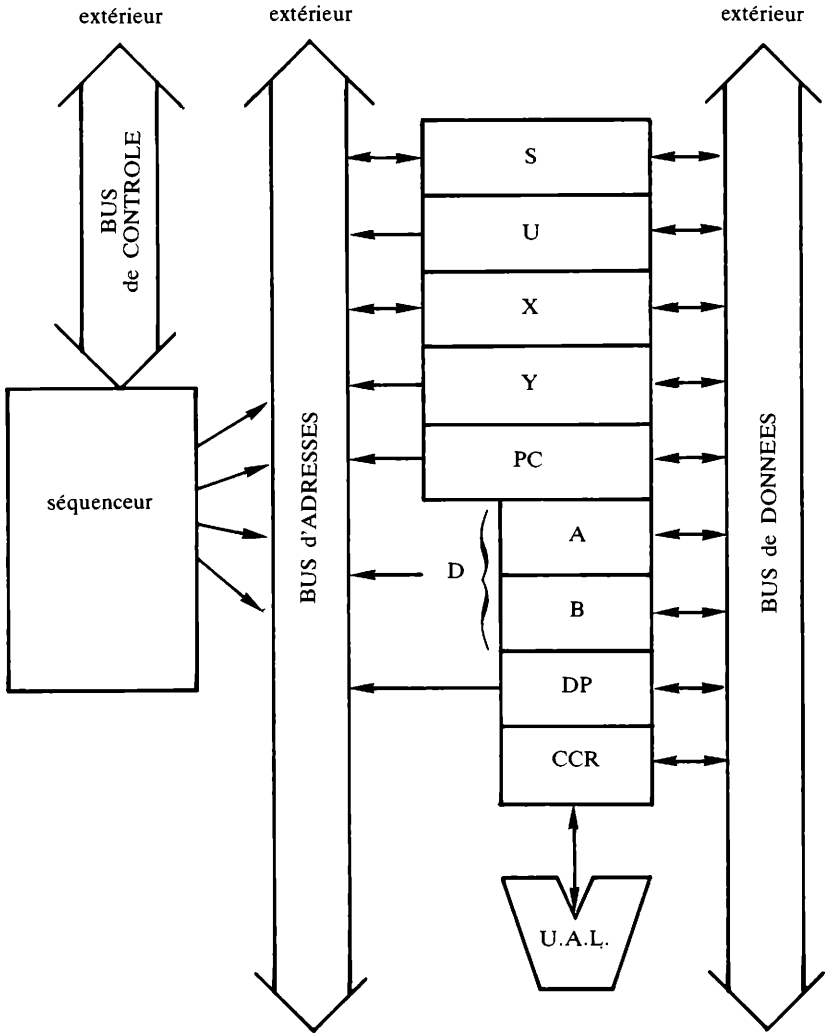 extérieur
extérieur
extérieur
BUS
de CONTROLE
séquenceur
BUS d'ADRESSES
S
U
X
Y
PC
D
A
B
DP
CCR
U.A.L.
BUS de DONNEES